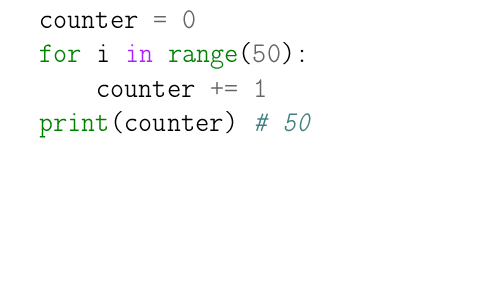 counter = 0
for i in range(50):
    counter += 1
print(counter) # 50